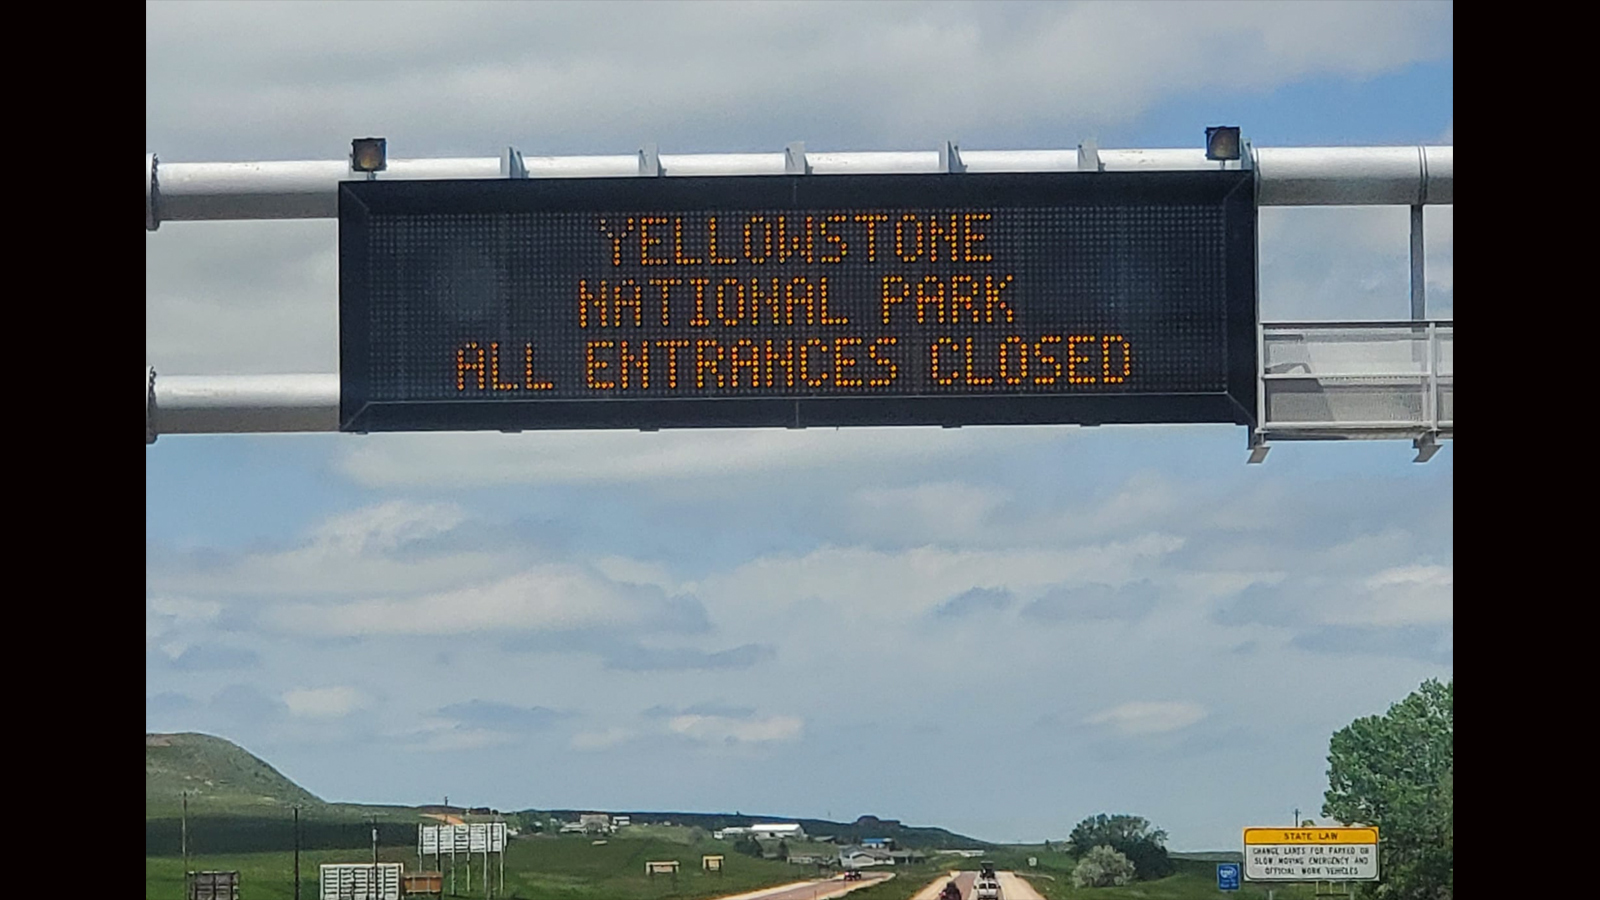 YELLOWSTONE
NATIONAL PARK
ALL ENTRANCES CLOSED
STATE LAW
CHANGE LANES FOR PARKED OR
SLOW MOVING EMERGENCY AND
OFFICIAL WORK VEHICLES